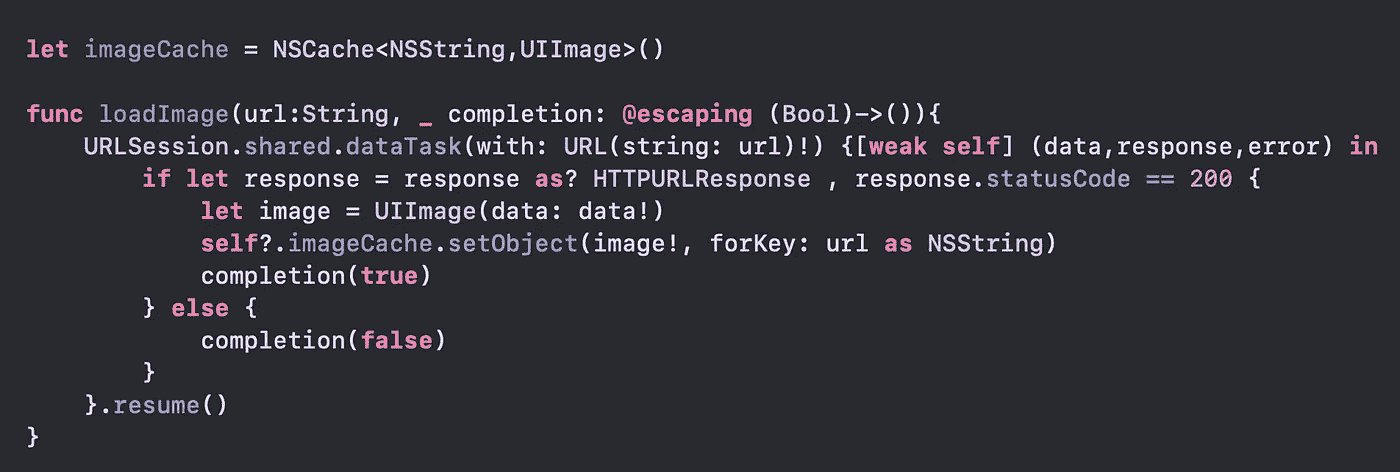 let imageCache = NSCache<NSString,UIImage>()
func loadImage(url:String, _ completion: @escaping (Bool)->()){
URLSession.shared.dataTask(with: URL(string: url)!) {[weak self] (data,response,error) in
if let response = response as? HTTPURLResponse , response.statusCode == 200 {
let image = UIImage(data: data!)
self?.imageCache.setObject(image!, forKey: url as NSString)
completion(true)
} else {
completion(false)
}
}.resume()
}